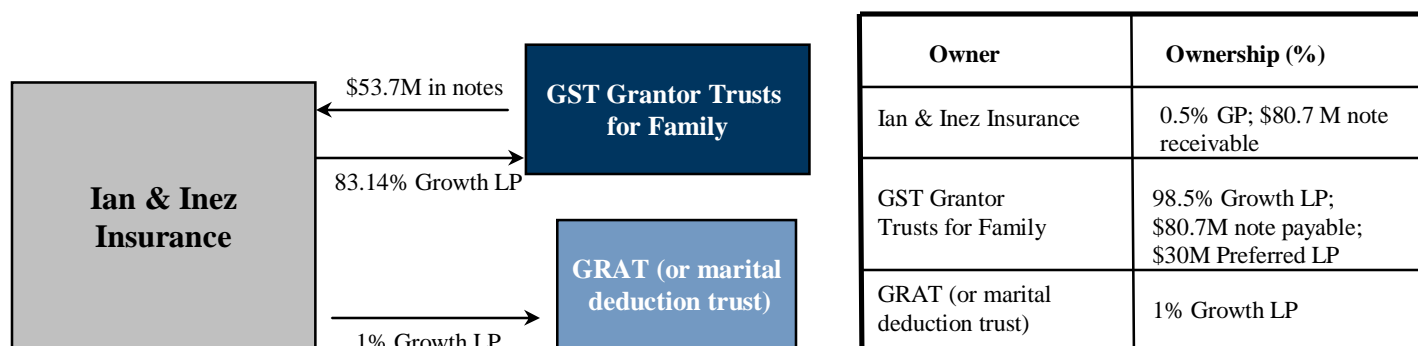 $53.7M in notes
GST Grantor Trusts
for Family
83.14% Growth LP
Ian & Inez
Insurance
GRAT (or marital
deduction trust)
1% Growth LP
Owner
Ownership (%)
Ian & Inez Insurance
0.5% GP; $80.7 M note
receivable
GST Grantor
Trusts for Family
98.5% Growth LP;
$80.7M note payable;
$30M Preferred LP
GRAT (or marital
deduction trust)
1% Growth LP